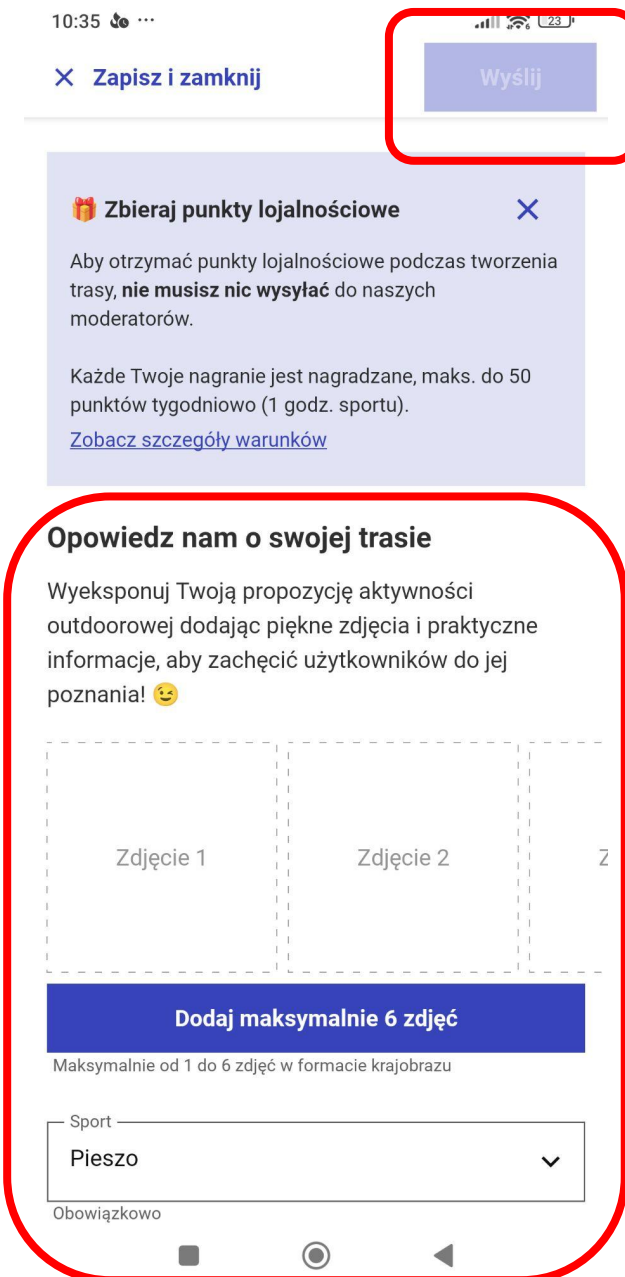 10:35 ...
23
Zapisz i zamknij
Wyślij
🎁 Zbieraj punkty lojalnościowe
Aby otrzymać punkty lojalnościowe podczas tworzenia
trasy, nie musisz nic wysyłać do naszych
moderatorów.
Każde Twoje nagranie jest nagradzane, maks. do 50
punktów tygodniowo (1 godz. sportu).
Zobacz szczegóły warunków
Opowiedz nam o swojej trasie
Wyeksponuj Twoją propozycję aktywności
outdoorowej dodając piękne zdjęcia i praktyczne
informacje, aby zachęcić użytkowników do jej
poznania! 😉
Zdjęcie 1
Zdjęcie 2
Dodaj maksymalnie 6 zdjęć
Maksymalnie od 1 do 6 zdjęć w formacie krajobrazu
Sport
Pieszo
Obowiązkowo